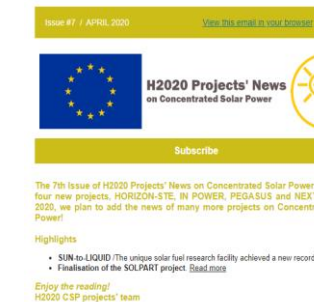 Issue #7 / APRIL 2020
View this email in your browser
H2020 Projects' News
on Concentrated Solar Power
Subscribe
The 7th Issue of H2020 Projects' News on Concentrated Solar Power
four new projects, HORIZON-STE, IN POWER, PEGASUS and NEXT
2020, we plan to add the news of many more projects on Concent
Power!
Highlights
• SUN-to-LIQUID /The unique solar fuel research facility achieved a new record
• Finalisation of the SOLPART project. Read more
Enjoy the reading!
H2020 CSP projects' team